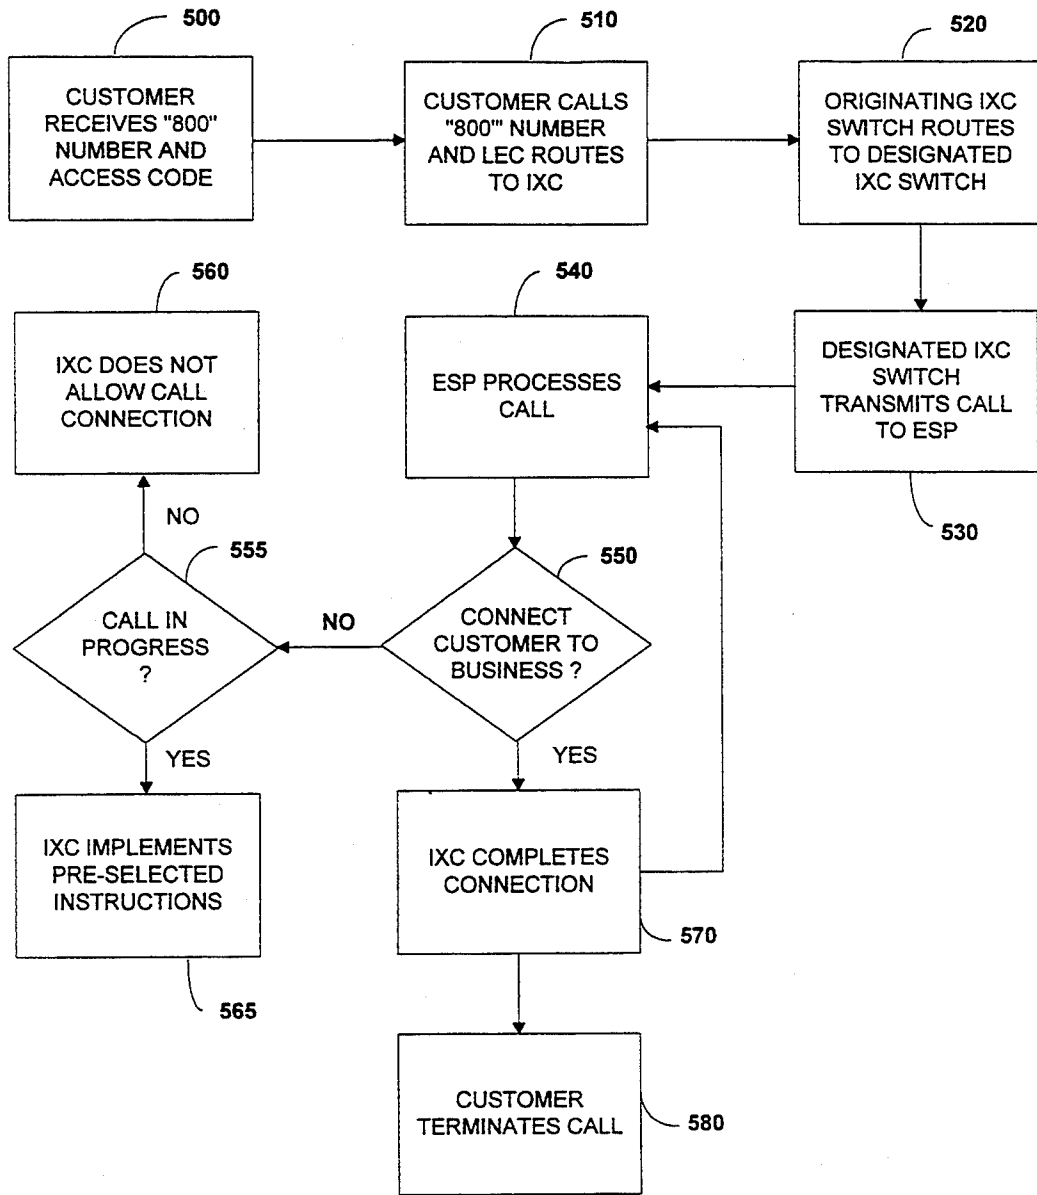 500
CUSTOMER
RECEIVES "800"
NUMBER AND
ACCESS CODE
510
CUSTOMER CALLS
"800'" NUMBER
AND LEC ROUTES
TO IXC
520
ORIGINATING IXC
SWITCH ROUTES
TO DESIGNATED
IXC SWITCH
560
IXC DOES NOT
ALLOW CALL
CONNECTION
540
ESP PROCESSES
CALL
DESIGNATED IXC
SWITCH
TRANSMITS CALL
TO ESP
530
NO
555
CALL IN
PROGRESS
?
NO
550
CONNECT
CUSTOMER TO
BUSINESS ?
YES
YES
IXC IMPLEMENTS
PRE-SELECTED
INSTRUCTIONS
565
IXC COMPLETES
CONNECTION
570
CUSTOMER
TERMINATES CALL
580